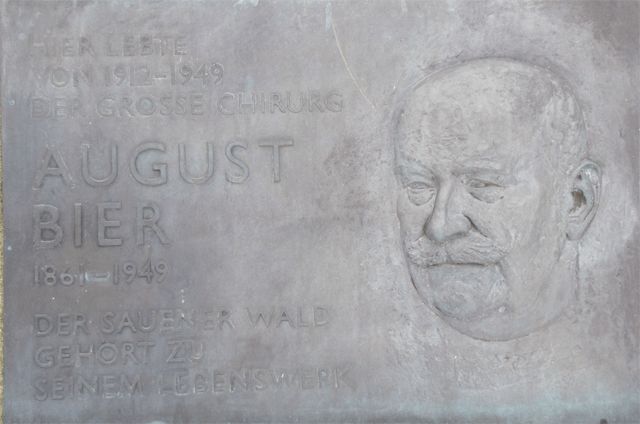 HIER LEBTE
VON 1912–1949
DER GROSSE CHIRURG
AUGUST
BIER
1861–1949
DER SAUENER WALD
GEHÖRT ZU
SEINEM LEBENSWERK